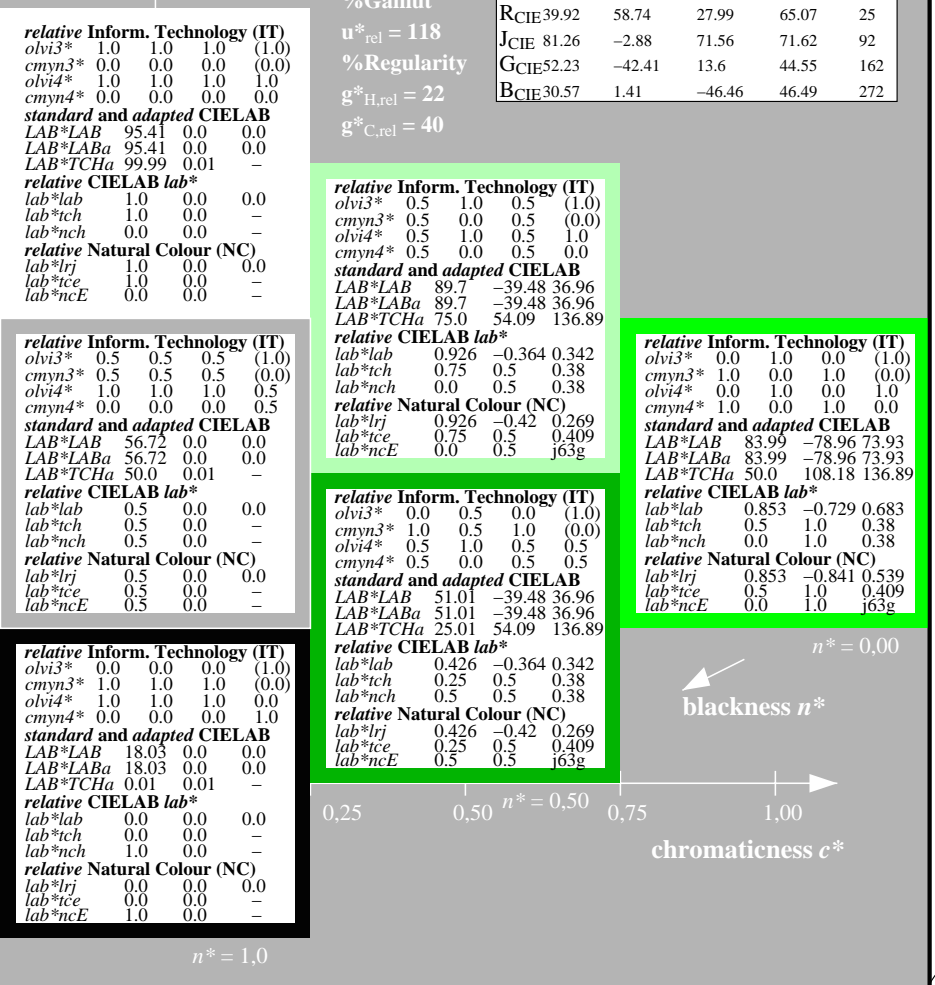 %Gamut
u*rel = 118
%Regularity
g*H,rel = 22
g*C,rel = 40
RCIE 39.92 58.74 27.99 65.07 25
JCIE 81.26 –2.88 71.56 71.62 92
GCIE 52.23 –42.41 13.6 44.55 162
BCIE 30.57 1.41 –46.46 46.49 272
relative Inform. Technology (IT)
olvi3* 1.0 1.0 1.0 (1.0)
cmyn3* 0.0 0.0 0.0 (0.0)
olvi4* 1.0 1.0 1.0 1.0
cmyn4* 0.0 0.0 0.0 0.0
standard and adapted CIELAB
LAB*LAB 95.41 0.0 0.0
LAB*LABa 95.41 0.0 0.0
LAB*TCHa 99.99 0.01 –
relative CIELAB lab*
lab*lab 1.0 0.0 0.0
lab*tch 1.0 0.0 –
lab*nch 0.0 0.0 –
relative Natural Colour (NC)
lab*lrj 1.0 0.0 0.0
lab*tce 1.0 0.0 –
lab*ncE 0.0 0.0 –
relative Inform. Technology (IT)
olvi3* 0.5 1.0 0.5 (1.0)
cmyn3* 0.5 0.0 0.5 (0.0)
olvi4* 0.5 1.0 0.5 1.0
cmyn4* 0.5 0.0 0.5 0.0
standard and adapted CIELAB
LAB*LAB 89.7 –39.48 36.96
LAB*LABa 89.7 –39.48 36.96
LAB*TCHa 75.0 54.09 136.89
relative CIELAB lab*
lab*lab 0.926 –0.364 0.342
lab*tch 0.75 0.5 0.38
lab*nch 0.0 0.5 0.38
relative Natural Colour (NC)
lab*lrj 0.926 –0.42 0.269
lab*tce 0.75 0.5 0.409
lab*ncE 0.0 0.5 j63g
relative Inform. Technology (IT)
olvi3* 0.5 0.5 0.5 (1.0)
cmyn3* 0.5 0.5 0.5 (0.0)
olvi4* 1.0 1.0 1.0 0.5
cmyn4* 0.0 0.0 0.0 0.5
standard and adapted CIELAB
LAB*LAB 56.72 0.0 0.0
LAB*LABa 56.72 0.0 0.0
LAB*TCHa 50.0 0.01 –
relative CIELAB lab*
lab*lab 0.5 0.0 0.0
lab*tch 0.5 0.0 –
lab*nch 0.5 0.0 –
relative Natural Colour (NC)
lab*lrj 0.5 0.0 0.0
lab*tce 0.5 0.0 –
lab*ncE 0.5 0.0 –
relative Inform. Technology (IT)
olvi3* 0.0 1.0 0.0 (1.0)
cmyn3* 1.0 0.0 1.0 (0.0)
olvi4* 0.0 1.0 0.0 1.0
cmyn4* 1.0 0.0 1.0 0.0
standard and adapted CIELAB
LAB*LAB 83.99 –78.96 73.93
LAB*LABa 83.99 –78.96 73.93
LAB*TCHa 50.0 108.18 136.89
relative CIELAB lab*
lab*lab 0.853 –0.729 0.683
lab*tch 0.5 1.0 0.38
lab*nch 0.0 1.0 0.38
relative Natural Colour (NC)
lab*lrj 0.853 –0.841 0.539
lab*tce 0.5 1.0 0.409
lab*ncE 0.0 1.0 j63g
relative Inform. Technology (IT)
olvi3* 0.0 0.5 0.0 (1.0)
cmyn3* 1.0 0.5 1.0 (0.0)
olvi4* 0.5 1.0 0.5 0.5
cmyn4* 0.5 0.0 0.5 0.5
standard and adapted CIELAB
LAB*LAB 51.01 –39.48 36.96
LAB*LABa 51.01 –39.48 36.96
LAB*TCHa 25.01 54.09 136.89
relative CIELAB lab*
lab*lab 0.426 –0.364 0.342
lab*tch 0.25 0.5 0.38
lab*nch 0.5 0.5 0.38
relative Natural Colour (NC)
lab*lrj 0.426 –0.42 0.269
lab*tce 0.25 0.5 0.409
lab*ncE 0.5 0.5 j63g
n* = 0,00
blackness n*
relative Inform. Technology (IT)
olvi3* 0.0 0.0 0.0 (1.0)
cmyn3* 1.0 1.0 1.0 (0.0)
olvi4* 1.0 1.0 1.0 0.0
cmyn4* 0.0 0.0 0.0 1.0
standard and adapted CIELAB
LAB*LAB 18.03 0.0 0.0
LAB*LABa 18.03 0.0 0.0
LAB*TCHa 0.01 0.01 –
relative CIELAB lab*
lab*lab 0.0 0.0 0.0
lab*tch 0.0 0.0 –
lab*nch 1.0 0.0 –
relative Natural Colour (NC)
lab*lrj 0.0 0.0 0.0
lab*tce 0.0 0.0 –
lab*ncE 1.0 0.0 –
n* = 0,50
0,25 0,50 0,75 1,00
chromaticness c*
n* = 1,0